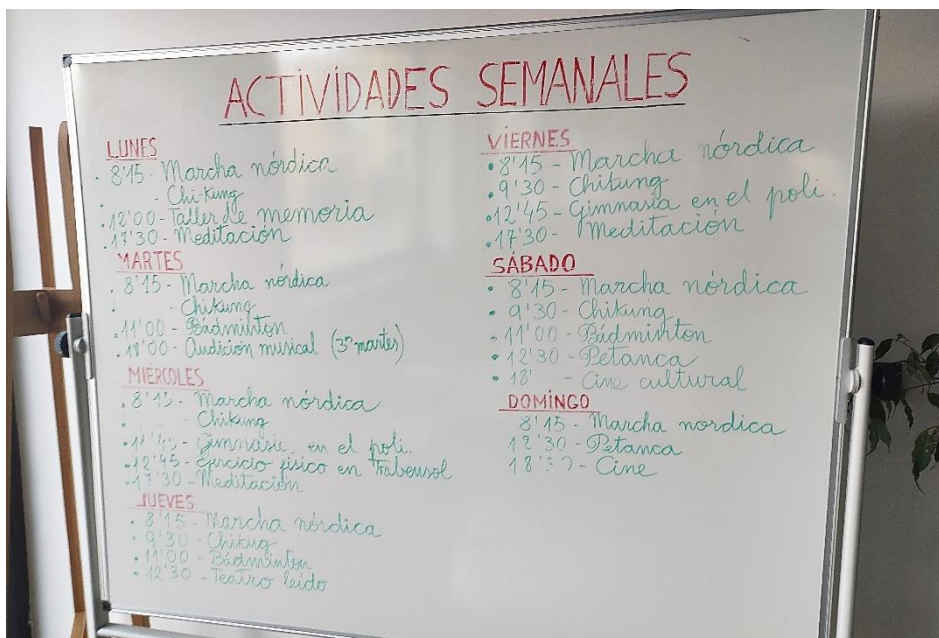 ACTIVIDADES SEMANALES
LUNES
• 8'15 - Marcha nórdica
• - Chi-Kung
• 12'00 - Taller de memoria
• 17'30 - Meditación
MARTES
• 8'15 - Marcha nórdica
- Chikung
• 11'00 - Bádminton
• 18'00 - Audición musical (3er martes)
MIÉRCOLES
• 8'15 - Marcha nórdica
- Chikung
• - Gimnasia en el poli.
• 12'45 - Ejercicio físico en Trabensol
• 17'30 - Meditación
JUEVES
• 8'15 - Marcha nórdica
• 9'30 - Chikug
• 11'00 - Bádminton
• 12'30 - Teatro leído
VIERNES
• 8'15 - Marcha nórdica
• 9'30 - Chikung
• 12'45 - Gimnasia en el poli.
• 17'30 - Meditación
SÁBADO
• 8'15 - Marcha nórdica
• 9'30 - Chikung
• 11'00 - Bádminton
• 12'30 - Petanca
• 18' - Cine cultural
DOMINGO
8'15 - Marcha nordica
12'30 - Petanca
- Cine